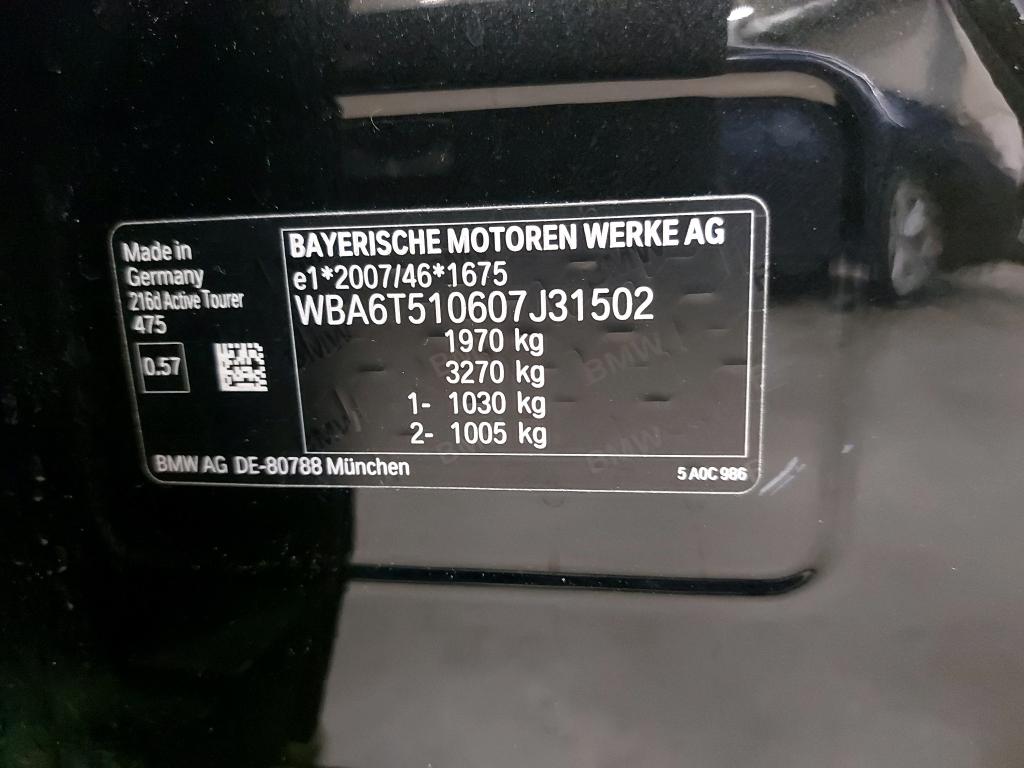 Made in
Germany
216d Active Tourer
475
0.57
BAYERISCHE MOTOREN WERKE AG
e1*2007/46*1675
WBA6T510607J31502
1970 kg
3270 kg
1- 1030 kg
2- 1005 kg
BMW AG DE-80788 München
5 A0C 986